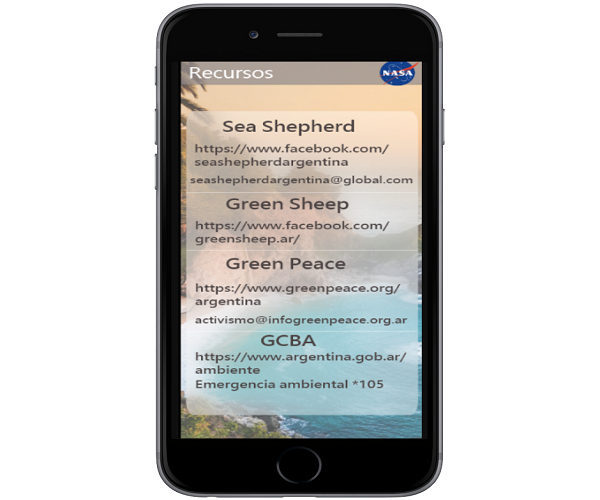 Recursos
NASA
Sea Shepherd
https://www.facebook.com/
seashepherdargentina
seashepherdargentina@global.com
Green Sheep
https://www.facebook.com/
greensheep.ar/
Green Peace
https://www.greenpeace.org/
argentina
activismo@infogreenpeace.org.ar
GCBA
https://www.argentina.gob.ar/
ambiente
Emergencia ambiental *105